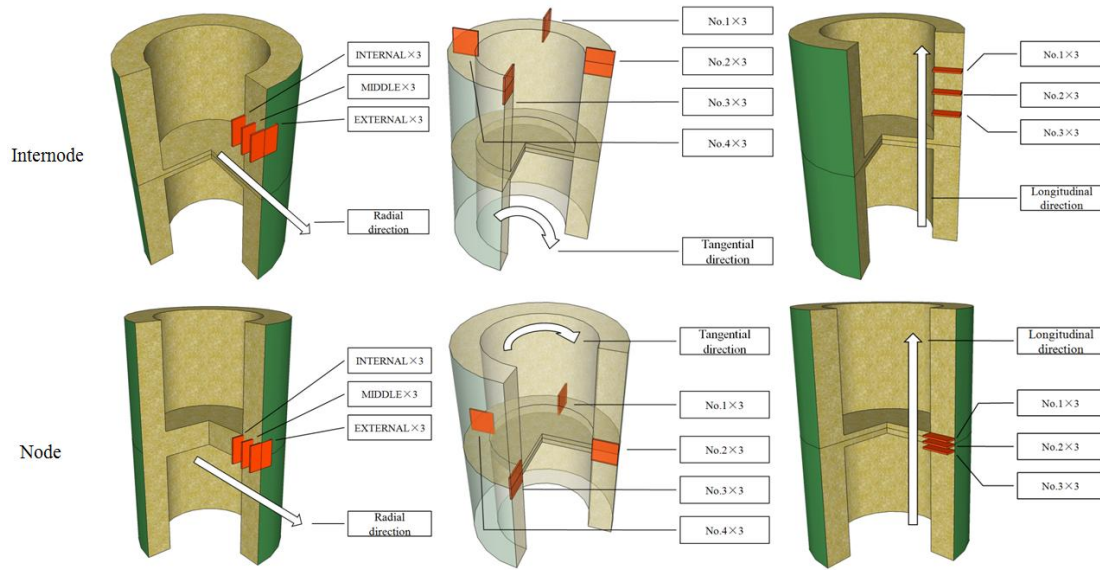 Internode
INTERNAL×3
MIDDLE×3
EXTERNAL×3
Radial
direction
No.1×3
No.2×3
No.3×3
No.4×3
Tangential
direction
No.1×3
No.2×3
No.3×3
Longitudinal
direction
Node
INTERNAL×3
MIDDLE×3
EXTERNAL×3
Radial
direction
Tangential
direction
No.1×3
No.2×3
No.3×3
No.4×3
Longitudinal
direction
No.1×3
No.2×3
No.3×3